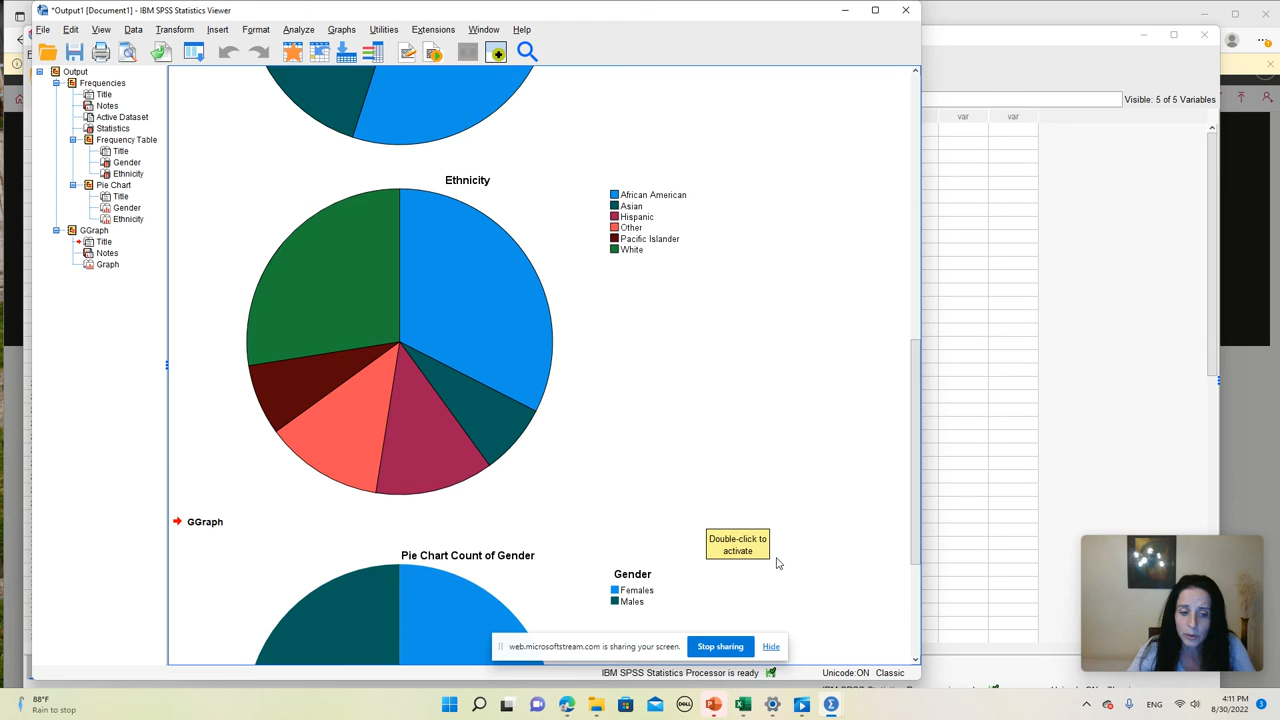 *Output1 [Document1] - IBM SPSS Statistics Viewer
File Edit View Data Transform Insert Format Analyze Graphs Utilities Extensions Window Help
Visible: 5 of 5 Variables
var var
Output
Frequencies
Title
Notes
Active Dataset
Statistics
Frequency Table
Title
Gender
Ethnicity
Pie Chart
Title
Gender
Ethnicity
GGraph
Title
Notes
Graph
Ethnicity
African American
Asian
Hispanic
Other
Pacific Islander
White
GGraph
Double-click to
activate
Pie Chart Count of Gender
Gender
Females
Males
web.microsoftstream.com is sharing your screen.
Stop sharing
Hide
IBM SPSS Statistics Processor is ready
Unicode:ON Classic
88°F
Rain to stop
DELL
ENG
4:11 PM
8/30/2022